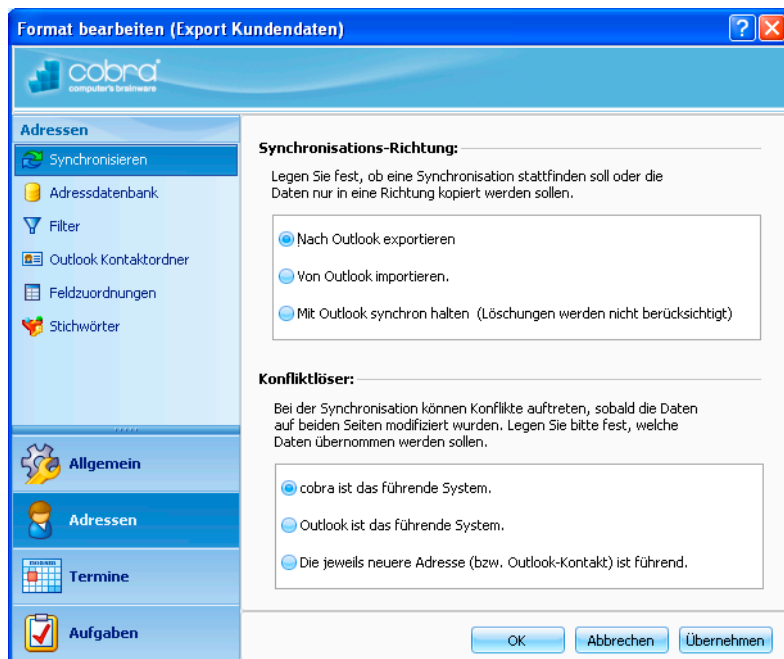 Format bearbeiten (Export Kundendaten)
cobra
computer's brainware
Adressen
Synchronisieren
Adressdatenbank
Filter
Outlook Kontaktordner
Feldzuordnungen
Stichwörter
Allgemein
Adressen
Termine
Aufgaben
Synchronisations-Richtung:
Legen Sie fest, ob eine Synchronisation stattfinden soll oder die
Daten nur in eine Richtung kopiert werden sollen.
Nach Outlook exportieren
Von Outlook importieren.
Mit Outlook synchron halten (Löschungen werden nicht berücksichtigt)
Konfliktlöser:
Bei der Synchronisation können Konflikte auftreten, sobald die Daten
auf beiden Seiten modifiziert wurden. Legen Sie bitte fest, welche
Daten übernommen werden sollen.
cobra ist das führende System.
Outlook ist das führende System.
Die jeweils neuere Adresse (bzw. Outlook-Kontakt) ist führend.
OK
Abbrechen
Übernehmen